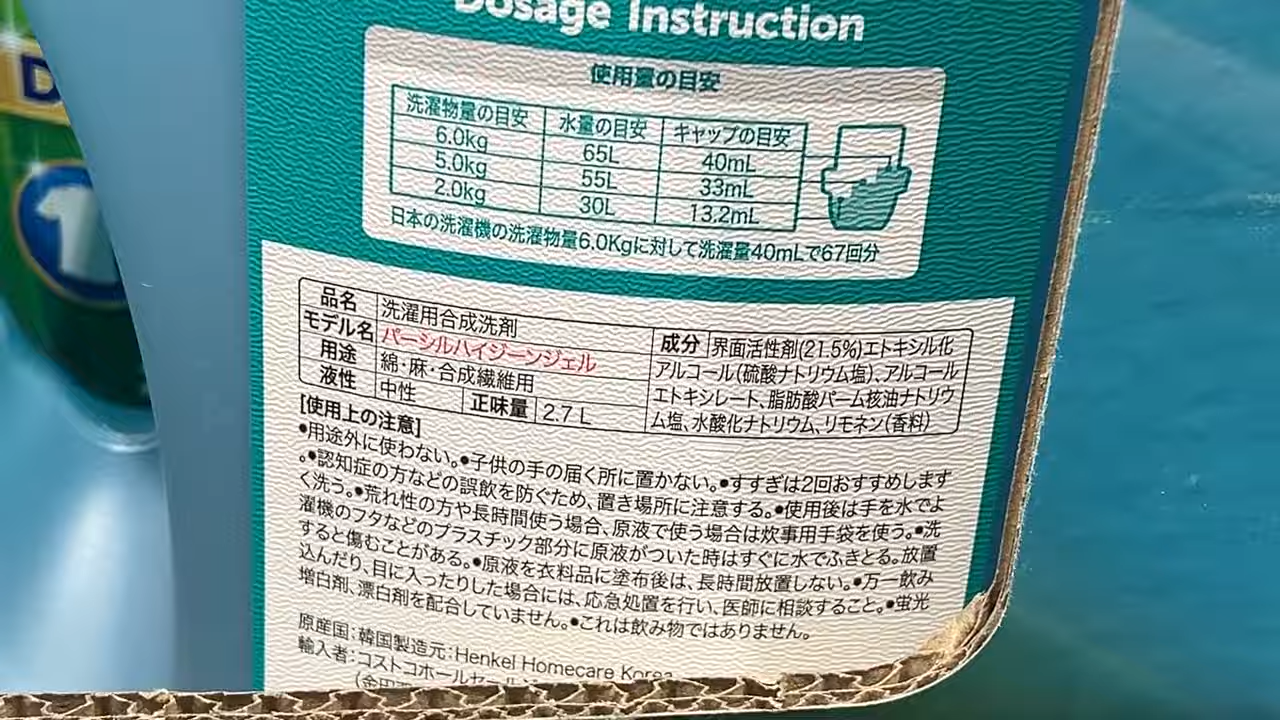 Dosage Instruction
使用量の目安
洗濯物量の目安 水量の目安 キャップの目安
6.0kg 65L 40mL
5.0kg 55L 33mL
2.0kg 30L 13.2mL
日本の洗濯機の洗濯物量6.0Kgに対して洗濯量40mLで67回分
品名 洗濯用合成洗剤
モデル名 パーシルハイジーンジェル
用途 綿・麻・合成繊維用
液性 中性 正味量 2.7 L
成分 界面活性剤(21.5%)エトキシル化
アルコール(硫酸ナトリウム塩)、アルコール
エトキシレート、脂肪酸パーム核油ナトリウ
ム塩、水酸化ナトリウム、リモネン(香料)
[使用上の注意]
●用途外に使わない。●子供の手の届く所に置かない。●すすぎは2回おすすめします
。●認知症の方などの誤飲を防ぐため、置き場所に注意する。●使用後は手を水でよ
く洗う。●荒れ性の方や長時間使う場合、原液で使う場合は炊事用手袋を使う。●洗
濯機のフタなどのプラスチック部分に原液がついた時はすぐに水でふきとる。放置
すると傷むことがある。●原液を衣料品に塗布後は、長時間放置しない。●万一飲み
込んだり、目に入ったりした場合には、応急処置を行い、医師に相談すること。●蛍光
増白剤、漂白剤を配合していません。●これは飲み物ではありません。
原産国:韓国製造元:Henkel Homecare Korea
輸入者:コストコホールセール
D
1